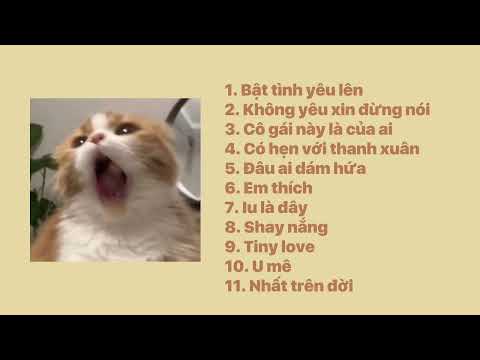 1. Bật tình yêu lên
2. Không yêu xin đừng nói
3. Cô gái này là của ai
4. Có hẹn với thanh xuân
5. Đâu ai dám hứa
6. Em thích
7. Iu là đây
8. Shay nắng
9. Tiny love
10. U mê
11. Nhất trên đời